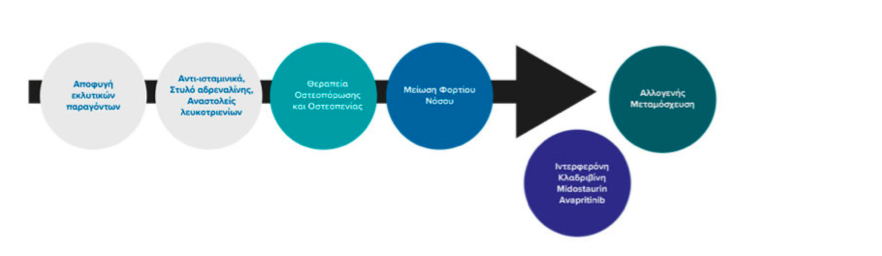 Αποφυγή
εκλυτικών
παραγόντων
Αντι-ισταμινικά,
Στυλό αδρεναλίνης,
Αναστολείς
λευκοτριενίων
Θεραπεία
Οστεοπόρωσης
και Οστεοπενίας
Μείωση Φορτίου
Νόσου
Ιντερφερόνη
Κλαδριβίνη
Midostaurin
Avapritinib
Αλλογενής
Μεταμόσχευση